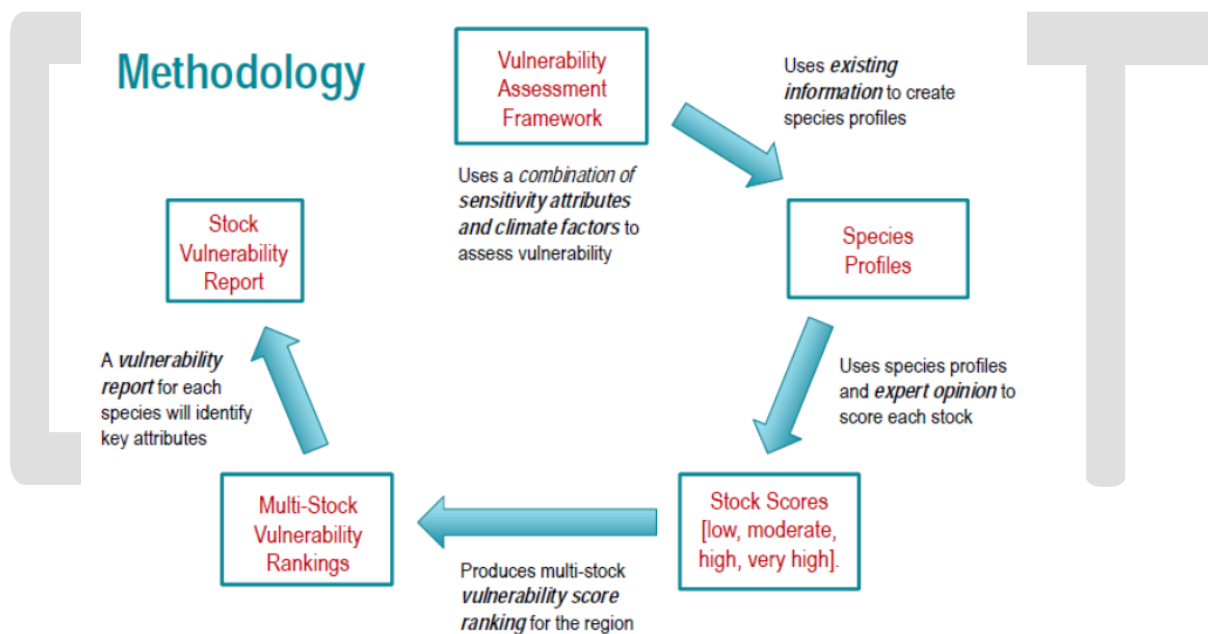 Methodology
Vulnerability
Assessment
Framework
Uses a combination of
sensitivity attributes
and climate factors to
assess vulnerability
Uses existing
information to create
species profiles
Species
Profiles
Uses species profiles
and expert opinion to
score each stock
Stock Scores
[low, moderate,
high, very high].
Produces multi-stock
vulnerability score
ranking for the region
Multi-Stock
Vulnerability
Rankings
A vulnerability
report for each
species will identify
key attributes
Stock
Vulnerability
Report